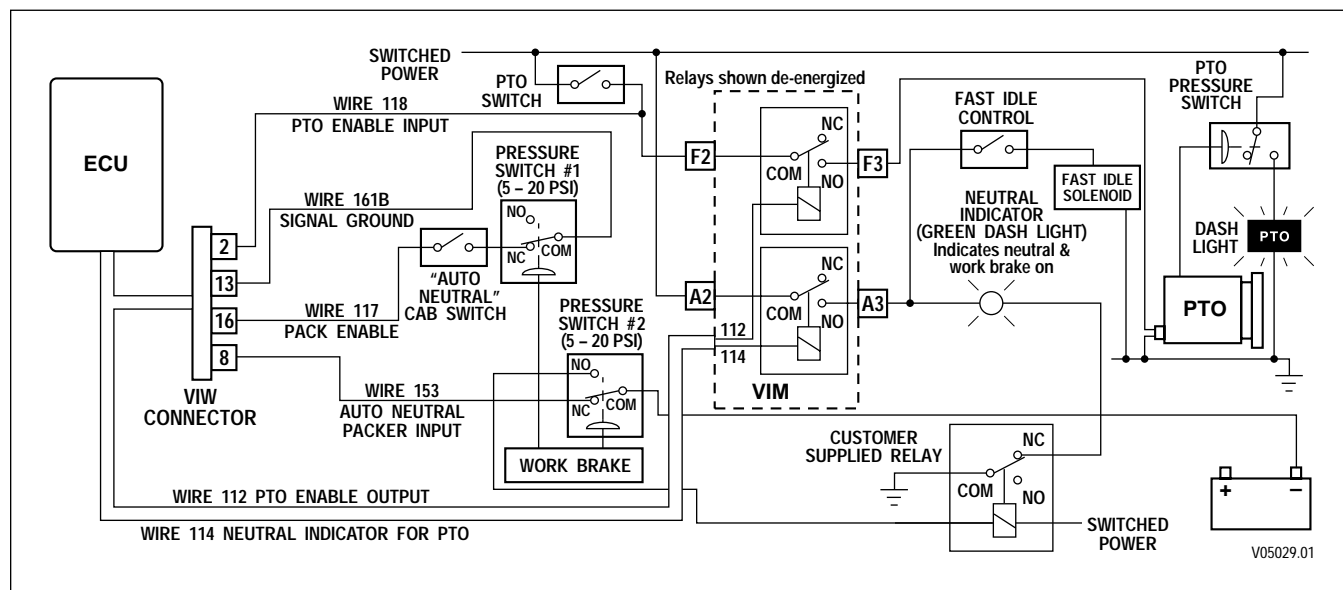 SWITCHED
POWER
PTO
SWITCH
Relays shown de-energized
PTO
PRESSURE
SWITCH
ECU
WIRE 118
PTO ENABLE INPUT
WIRE 161B
SIGNAL GROUND
PRESSURE
SWITCH #1
(5 – 20 PSI)
NO
NC
COM
F2
NC
COM
NO
F3
FAST IDLE
CONTROL
FAST IDLE
SOLENOID
NEUTRAL
INDICATOR
(GREEN DASH LIGHT)
Indicates neutral &
work brake on
DASH
LIGHT
PTO
PTO
2
13
16
8
VIW
CONNECTOR
"AUTO
NEUTRAL"
CAB SWITCH
WIRE 117
PACK ENABLE
PRESSURE
SWITCH #2
(5 – 20 PSI)
NO
NC
COM
A2
NC
COM
NO
A3
112
114
VIM
WIRE 153
AUTO NEUTRAL
PACKER INPUT
WORK BRAKE
CUSTOMER
SUPPLIED RELAY
NC
COM
NO
SWITCHED
POWER
+
–
WIRE 112 PTO ENABLE OUTPUT
WIRE 114 NEUTRAL INDICATOR FOR PTO
V05029.01